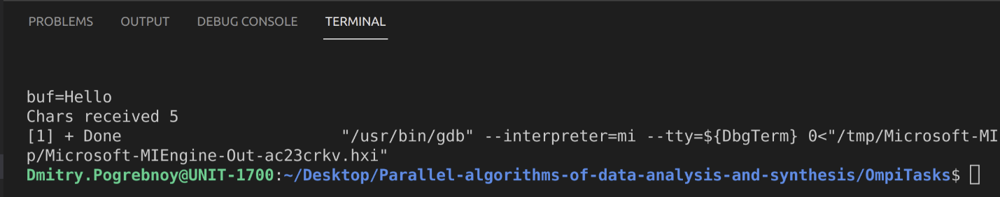 PROBLEMS OUTPUT DEBUG CONSOLE TERMINAL
buf=Hello
Chars received 5
[1] + Done "/usr/bin/gdb" --interpreter=mi --tty=${DbgTerm} 0<"/tmp/Microsoft-MI
p/Microsoft-MIEngine-Out-ac23crkv.hxi"
Dmitry.Pogrebnoy@UNIT-1700:~/Desktop/Parallel-algorithms-of-data-analysis-and-synthesis/OmpiTasks$